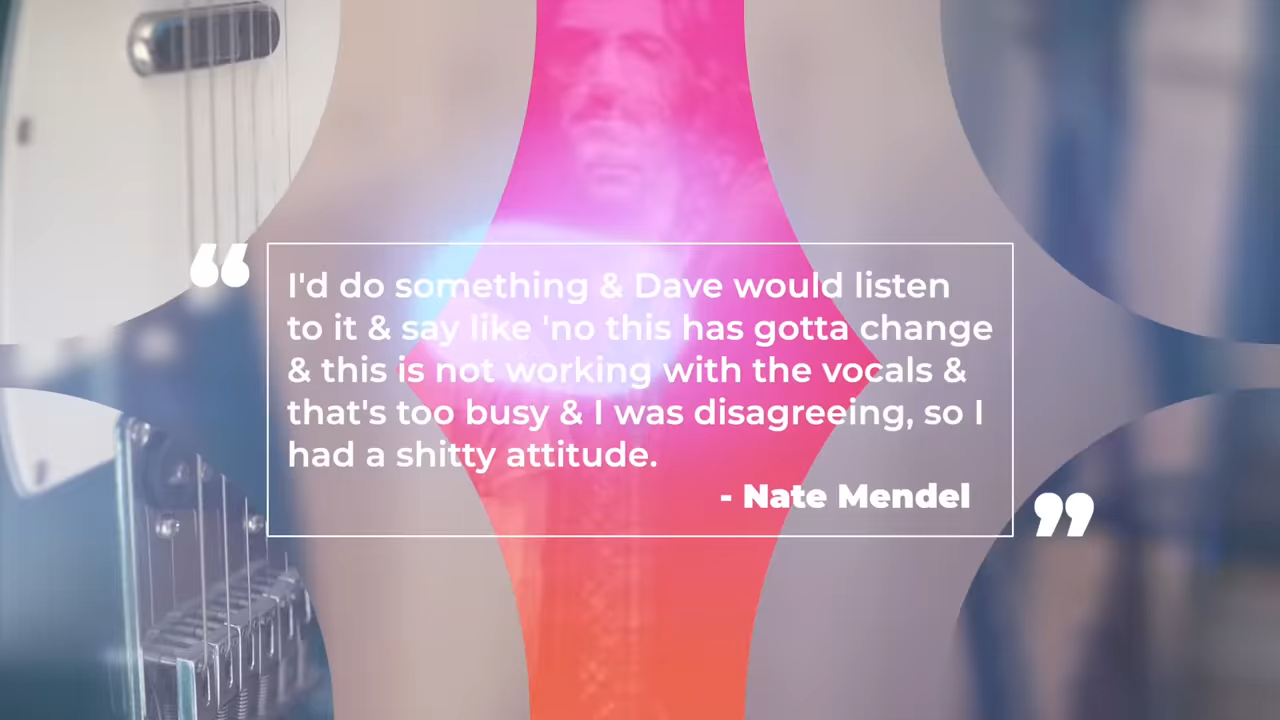 “
I'd do something & Dave would listen
to it & say like 'no this has gotta change
& this is not working with the vocals &
that's too busy & I was disagreeing, so I
had a shitty attitude.
- Nate Mendel
”